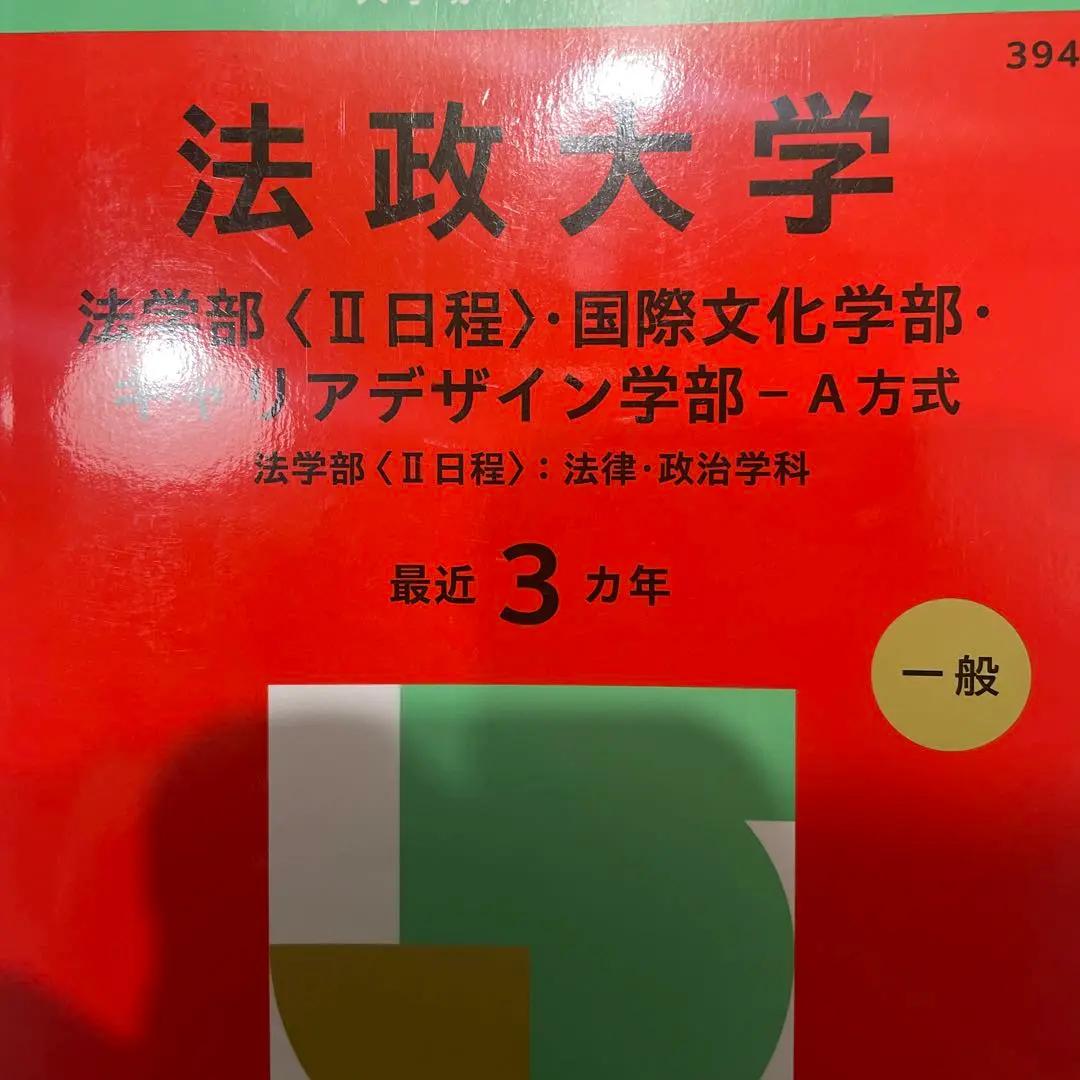 394
法政大学
法学部〈Ⅱ日程〉・国際文化学部・
キャリアデザイン学部－A方式
法学部〈Ⅱ日程〉：法律・政治学科
最近3カ年
一般